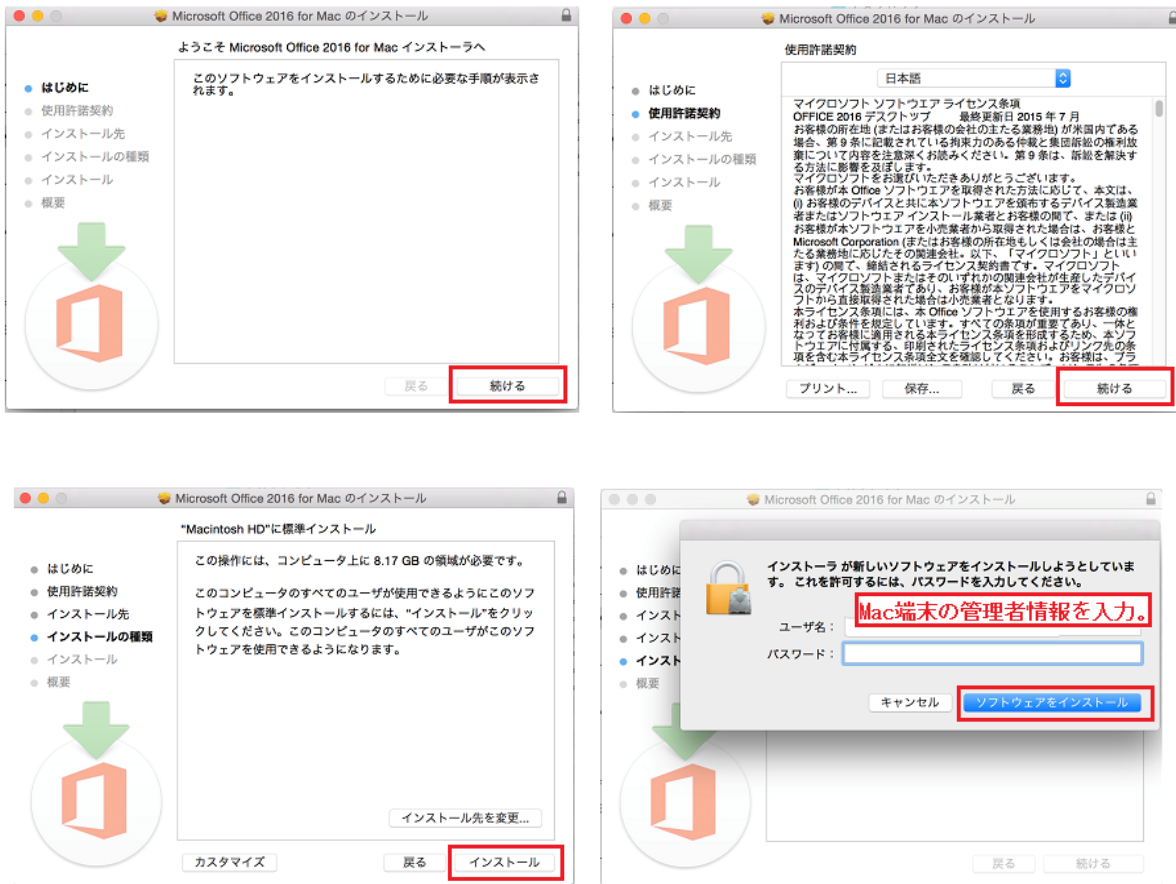 Microsoft Office 2016 for Mac のインストール
ようこそ Microsoft Office 2016 for Mac インストーラへ
はじめに
使用許諾契約
インストール先
インストールの種類
インストール
概要
このソフトウェアをインストールするために必要な手順が表示さ
れます。
戻る
続ける
Microsoft Office 2016 for Mac のインストール
使用許諾契約
はじめに
使用許諾契約
インストール先
インストールの種類
インストール
概要
日本語
マイクロソフト ソフトウエア ライセンス条項
OFFICE 2016 デスクトップ 最終更新日 2015 年 7 月
お客様の所在地 (またはお客様の会社の主たる業務地) が米国内である
場合、第 9 条に記載されている拘束力のある仲裁と集団訴訟の権利放
棄について内容を注意深くお読みください。第 9 条は、訴訟を解決す
る方法に影響を及ぼします。
マイクロソフトをお選びいただきありがとうございます。
お客様が本 Office ソフトウエアを取得された方法に応じて、本文は、
(i) お客様のデバイスと共に本ソフトウエアを頒布するデバイス製造業
者またはソフトウエア インストール業者とお客様の間で、または (ii)
お客様が本ソフトウエアを小売業者から取得された場合は、お客様と
Microsoft Corporation (またはお客様の所在地もしくは会社の場合は主
たる業務地に応じたその関連会社。以下、「マイクロソフト」といい
ます) の間で、締結されるライセンス契約書です。マイクロソフト
は、マイクロソフトまたはそのいずれかの関連会社が生産したデバイ
スのデバイス製造業者であり、お客様が本ソフトウエアをマイクロソ
フトから直接取得された場合は小売業者となります。
本ライセンス条項には、本 Office ソフトウエアを使用するお客様の権
利および条件を規定しています。すべての条項が重要であり、一体と
なってお客様に適用される本ライセンス条項を形成するため、本ソフ
トウエアに付属する、印刷されたライセンス条項およびリンク先の条
項を含む本ライセンス条項全文を確認してください。お客様は、プラ
プリント...
保存...
戻る
続ける
Microsoft Office 2016 for Mac のインストール
"Macintosh HD"に標準インストール
はじめに
使用許諾契約
インストール先
インストールの種類
インストール
概要
この操作には、コンピュータ上に 8.17 GB の領域が必要です。
このコンピュータのすべてのユーザが使用できるようにこのソフ
トウェアを標準インストールするには、"インストール"をクリッ
クしてください。このコンピュータのすべてのユーザがこのソフ
トウェアを使用できるようになります。
インストール先を変更...
カスタマイズ
戻る
インストール
Microsoft Office 2016 for Mac のインストール
はじめに
使用許諾
インスト
インスト
インスト
概要
インストーラ が新しいソフトウェアをインストールしようとしていま
す。 これを許可するには、パスワードを入力してください。
Mac端末の管理者情報を入力。
ユーザ名：
パスワード：
キャンセル
ソフトウェアをインストール
戻る
続ける